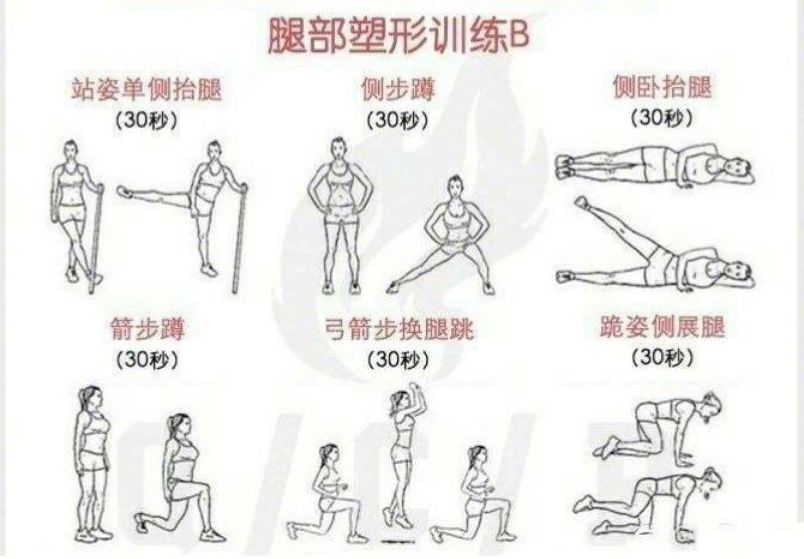 腿部塑形训练B
站姿单侧抬腿
(30秒)
侧步蹲
(30秒)
侧卧抬腿
(30秒)
箭步蹲
(30秒)
弓箭步换腿跳
(30秒)
跪姿侧展腿
(30秒)